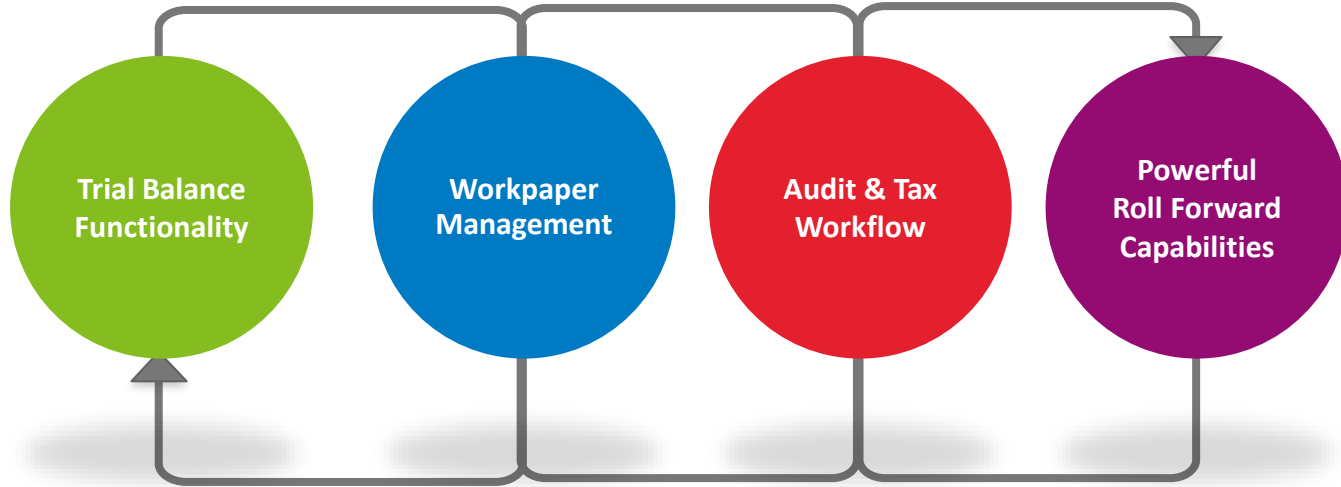 Trial Balance
Functionality
Workpaper
Management
Audit & Tax
Workflow
Powerful
Roll Forward
Capabilities